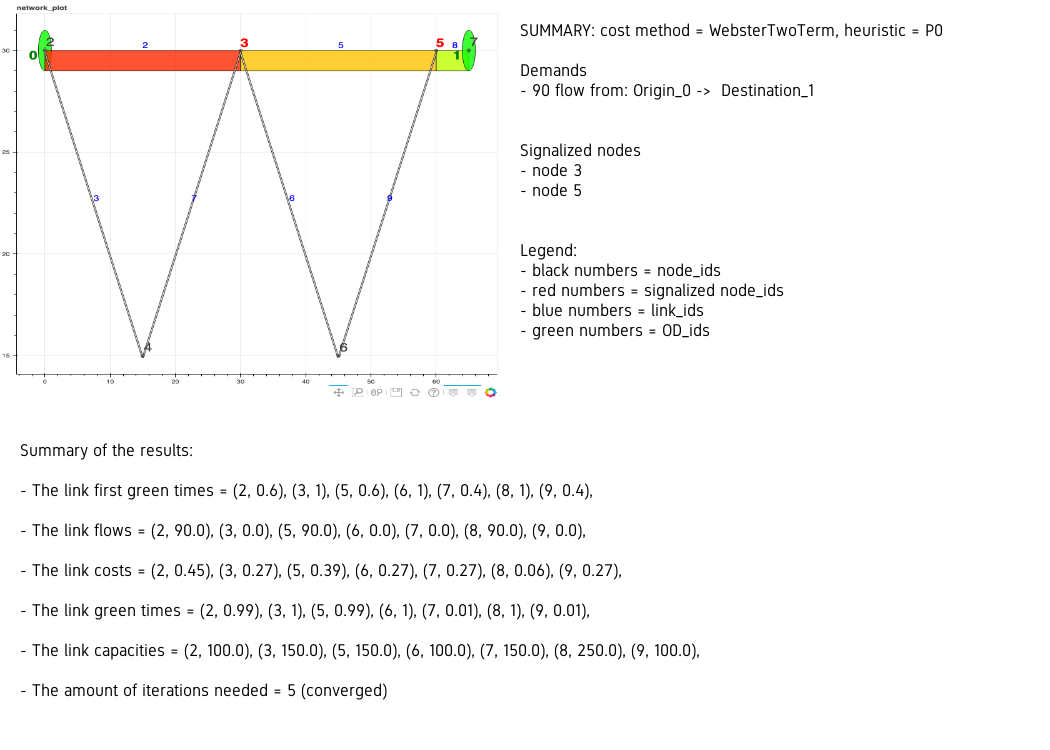 network_plot
2
0
2
3
5
5
8
7
1
30
25
3
7
6
9
20
4
6
15
0
10
20
30
40
50
60
SUMMARY: cost method = WebsterTwoTerm, heuristic = P0
Demands
- 90 flow from: Origin_0 -> Destination_1
Signalized nodes
- node 3
- node 5
Legend:
- black numbers = node_ids
- red numbers = signalized node_ids
- blue numbers = link_ids
- green numbers = OD_ids
Summary of the results:
- The link first green times = (2, 0.6), (3, 1), (5, 0.6), (6, 1), (7, 0.4), (8, 1), (9, 0.4),
- The link flows = (2, 90.0), (3, 0.0), (5, 90.0), (6, 0.0), (7, 0.0), (8, 90.0), (9, 0.0),
- The link costs = (2, 0.45), (3, 0.27), (5, 0.39), (6, 0.27), (7, 0.27), (8, 0.06), (9, 0.27),
- The link green times = (2, 0.99), (3, 1), (5, 0.99), (6, 1), (7, 0.01), (8, 1), (9, 0.01),
- The link capacities = (2, 100.0), (3, 150.0), (5, 150.0), (6, 100.0), (7, 150.0), (8, 250.0), (9, 100.0),
- The amount of iterations needed = 5 (converged)